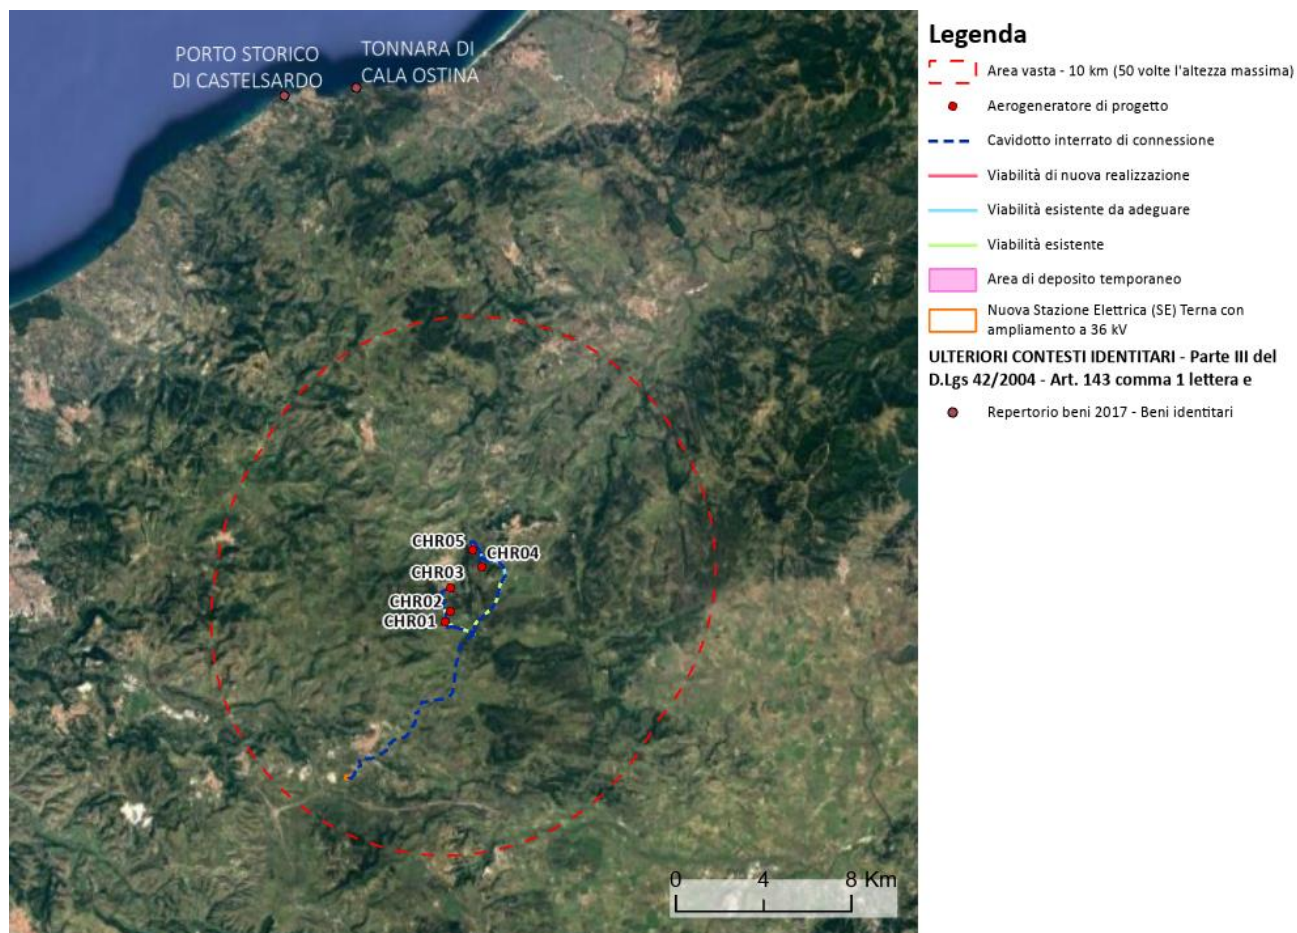 PORTO STORICO
DI CASTELSARDO
TONNARA DI
CALA OSTINA
CHR05
CHR04
CHR03
CHR02
CHR01
0 4 8 Km
Legenda
Area vasta - 10 km (50 volte l'altezza massima)
Aerogeneratore di progetto
Cavidotto interrato di connessione
Viabilità di nuova realizzazione
Viabilità esistente da adeguare
Viabilità esistente
Area di deposito temporaneo
Nuova Stazione Elettrica (SE) Terna con
ampliamento a 36 kV
ULTERIORI CONTESTI IDENTITARI - Parte III del
D.Lgs 42/2004 - Art. 143 comma 1 lettera e
Repertorio beni 2017 - Beni identitari